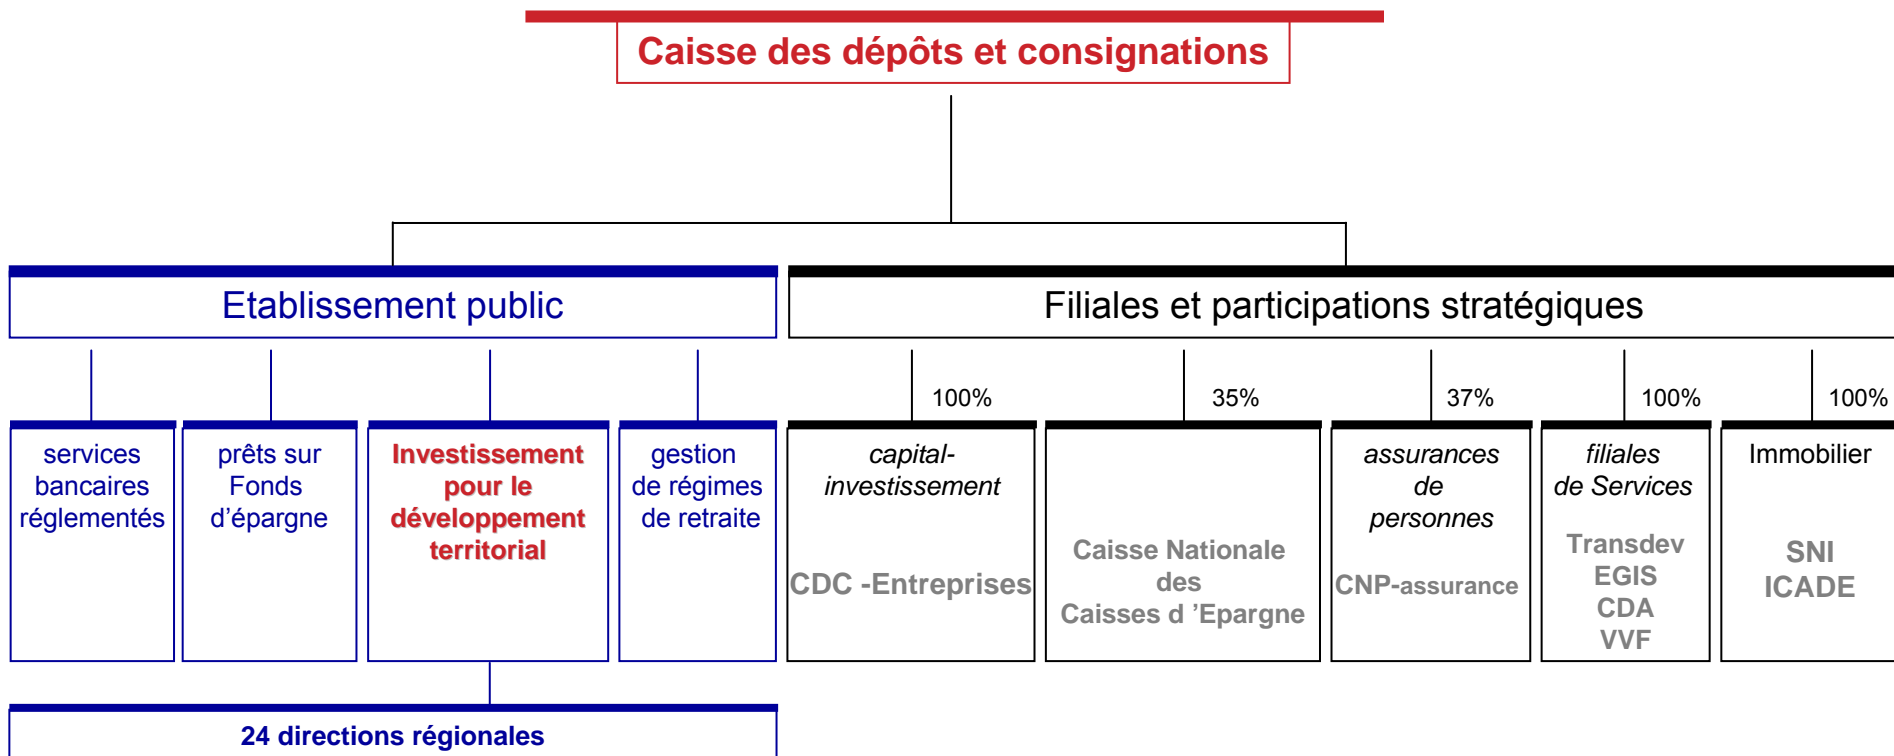 Caisse des dépôts et consignations
Etablissement public
Filiales et participations stratégiques
100%
35%
37%
100%
100%
services
bancaires
réglementés
prêts sur
Fonds
d'épargne
Investissement
pour le
développement
territorial
gestion
de régimes
de retraite
capital-
investissement
CDC -Entreprises
Caisse Nationale
des
Caisses d ’Epargne
assurances
de
personnes
CNP-assurance
filiales
de Services
Transdev
EGIS
CDA
VVF
Immobilier
SNI
ICADE
24 directions régionales